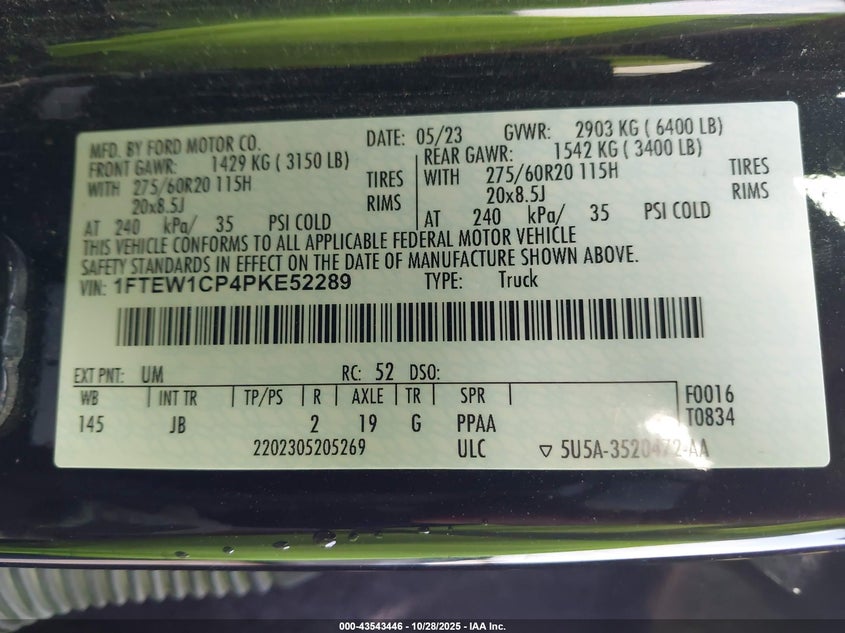 MFD. BY FORD MOTOR CO. DATE: 05/23 GVWR: 2903 KG ( 6400 LB)
FRONT GAWR: 1429 KG ( 3150 LB) REAR GAWR: 1542 KG ( 3400 LB)
WITH 275/60R20 115H TIRES WITH 275/60R20 115H TIRES
20x8.5J RIMS 20x8.5J RIMS
AT 240 kPa/ 35 PSI COLD AT 240 kPa/ 35 PSI COLD
THIS VEHICLE CONFORMS TO ALL APPLICABLE FEDERAL MOTOR VEHICLE
SAFETY STANDARDS IN EFFECT ON THE DATE OF MANUFACTURE SHOWN ABOVE.
VIN: 1FTEW1CP4PKE52289 TYPE: Truck
EXT PNT: UM RC: 52 DSO:
WB INT TR TP/PS R AXLE TR SPR F0016
145 JB 2 19 G PPAA T0834
2202305205269 ULC ▽ 5U5A-3520472-AA
000-43543446 - 10/28/2025 - IAA Inc.